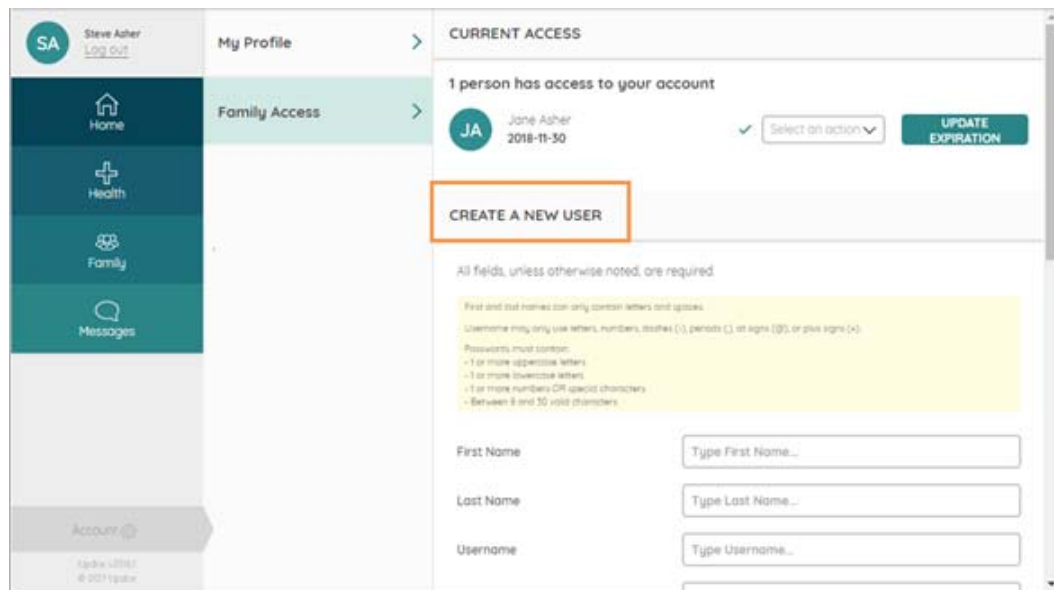 SA
Steve Asher
Log out
Home
Health
Family
Messages
Account
My Profile
Family Access
CURRENT ACCESS
1 person has access to your account
JA
Jane Asher
2018-11-30
Select an action
UPDATE
EXPIRATION
CREATE A NEW USER
All fields, unless otherwise noted, are required
First and last names can only contain letters and spaces.
Username may only use letters, numbers, dashes (-), periods (.), at signs (@), or plus signs (+).
Passwords must contain:
- 1 or more uppercase letters
- 1 or more lowercase letters
- 1 or more numbers OR special characters
- Between 8 and 30 valid characters
First Name
Type First Name...
Last Name
Type Last Name...
Username
Type Username...